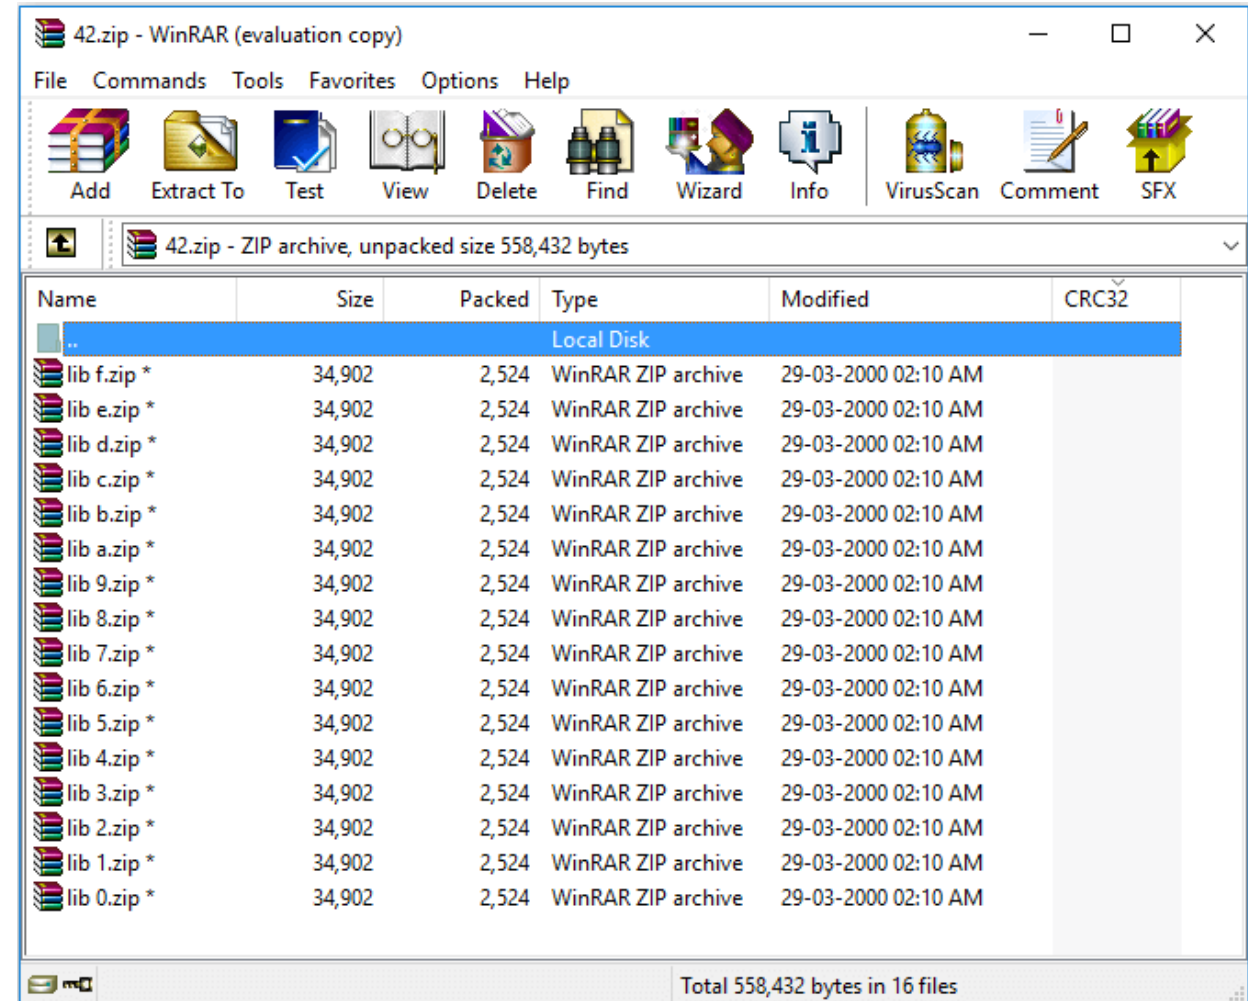 42.zip - WinRAR (evaluation copy)
File Commands Tools Favorites Options Help
Add Extract To Test View Delete Find Wizard Info VirusScan Comment SFX
42.zip - ZIP archive, unpacked size 558,432 bytes
Name Size Packed Type Modified CRC32
.. Local Disk
lib f.zip * 34,902 2,524 WinRAR ZIP archive 29-03-2000 02:10 AM
lib e.zip * 34,902 2,524 WinRAR ZIP archive 29-03-2000 02:10 AM
lib d.zip * 34,902 2,524 WinRAR ZIP archive 29-03-2000 02:10 AM
lib c.zip * 34,902 2,524 WinRAR ZIP archive 29-03-2000 02:10 AM
lib b.zip * 34,902 2,524 WinRAR ZIP archive 29-03-2000 02:10 AM
lib a.zip * 34,902 2,524 WinRAR ZIP archive 29-03-2000 02:10 AM
lib 9.zip * 34,902 2,524 WinRAR ZIP archive 29-03-2000 02:10 AM
lib 8.zip * 34,902 2,524 WinRAR ZIP archive 29-03-2000 02:10 AM
lib 7.zip * 34,902 2,524 WinRAR ZIP archive 29-03-2000 02:10 AM
lib 6.zip * 34,902 2,524 WinRAR ZIP archive 29-03-2000 02:10 AM
lib 5.zip * 34,902 2,524 WinRAR ZIP archive 29-03-2000 02:10 AM
lib 4.zip * 34,902 2,524 WinRAR ZIP archive 29-03-2000 02:10 AM
lib 3.zip * 34,902 2,524 WinRAR ZIP archive 29-03-2000 02:10 AM
lib 2.zip * 34,902 2,524 WinRAR ZIP archive 29-03-2000 02:10 AM
lib 1.zip * 34,902 2,524 WinRAR ZIP archive 29-03-2000 02:10 AM
lib 0.zip * 34,902 2,524 WinRAR ZIP archive 29-03-2000 02:10 AM
Total 558,432 bytes in 16 files